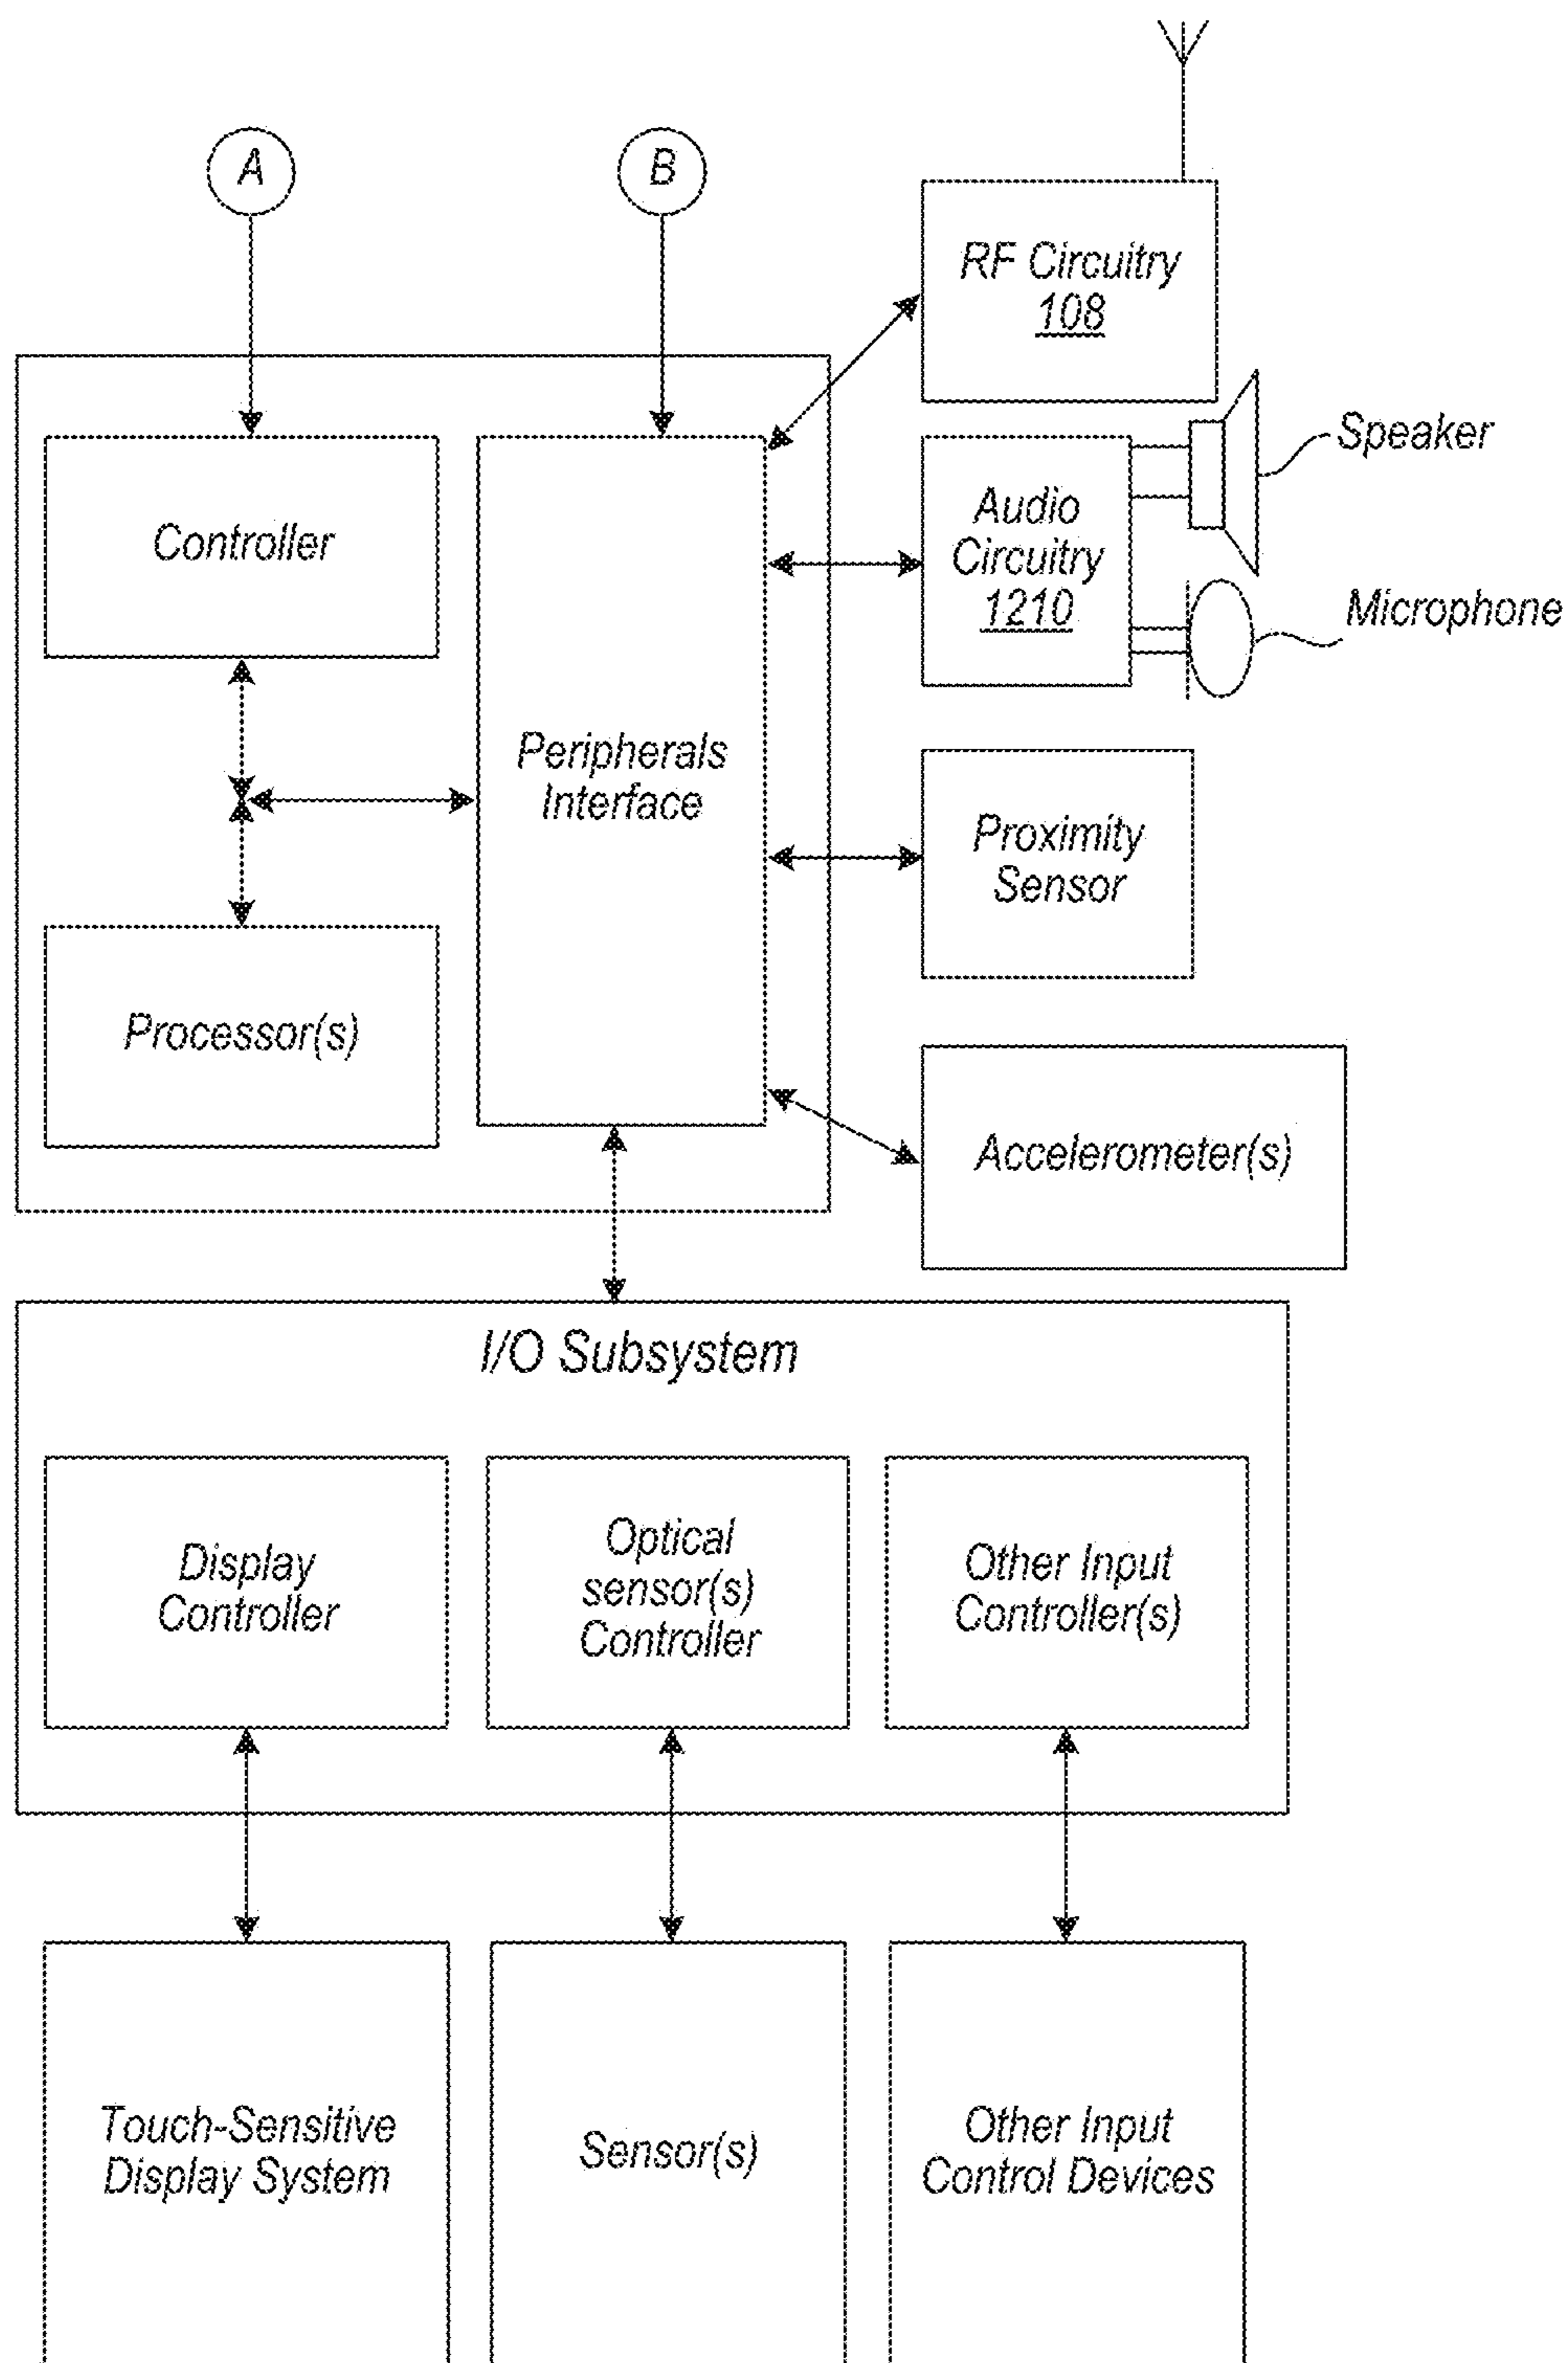 A
B
RF Circuitry
108
Speaker
Controller
Audio
Circuitry
1210
Microphone
Peripherals
Interface
Proximity
Sensor
Processor(s)
Accelerometer(s)
I/O Subsystem
Display
Controller
Optical
sensor(s)
Controller
Other Input
Controller(s)
Touch-Sensitive
Display System
Sensor(s)
Other Input
Control Devices